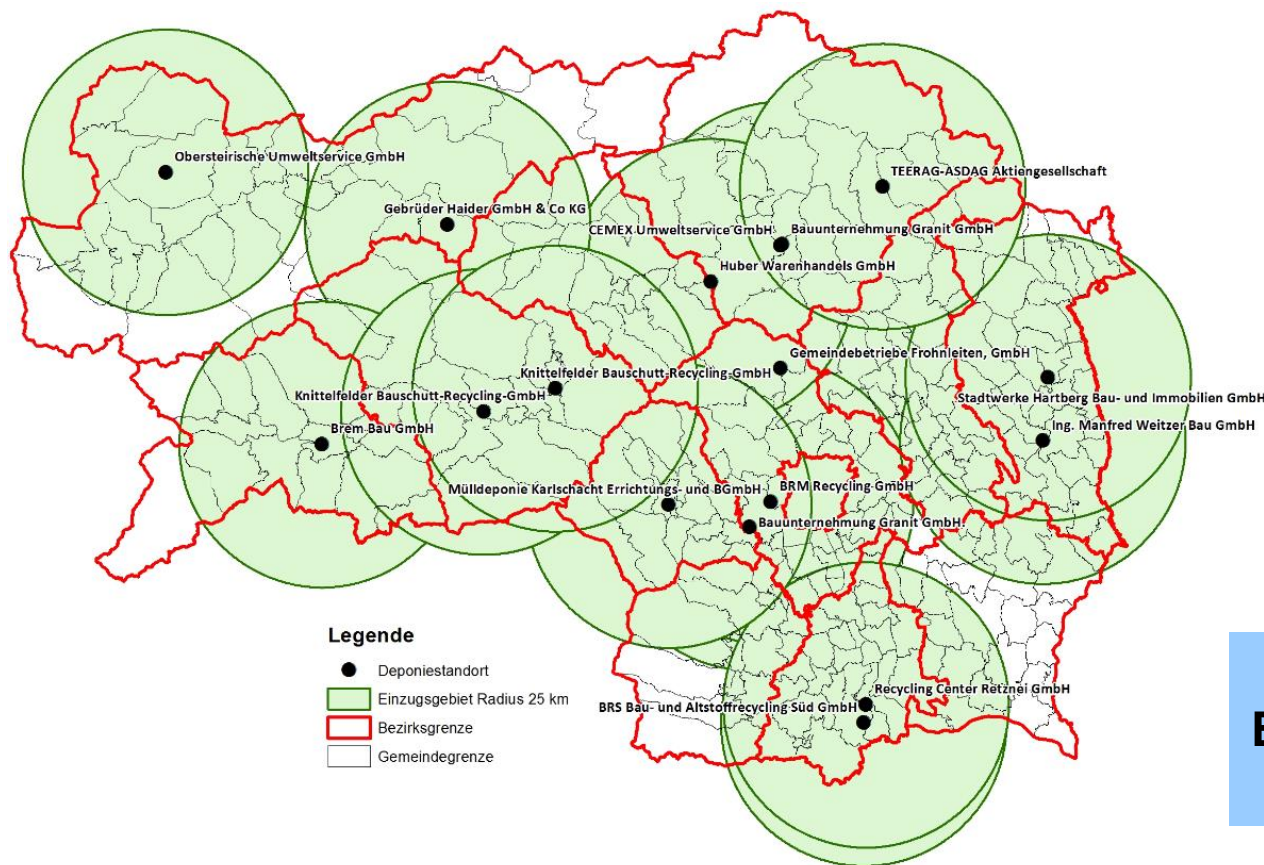 Obersteirische Umweltservice GmbH
TEERAG-ASDAG Aktiengesellschaft
Gebrüder Haider GmbH & Co KG
CEMEX Umweltservice GmbH
Bauunternehmung Granit GmbH
Huber Warenhandels GmbH
Gemeindebetriebe Frohnleiten, GmbH
Knittelfelder Bauschutt-Recycling-GmbH
Knittelfelder Bauschutt-Recycling-GmbH
Stadtwerke Hartberg Bau- und Immobilien GmbH
Brem Bau GmbH
Ing. Manfred Weitzer Bau GmbH
Mülldeponie Karlschacht Errichtungs- und BGmbH
BRM Recycling GmbH
Bauunternehmung Granit GmbH.
Recycling Center Retznei GmbH
BRS Bau- und Altstoffrecycling Süd GmbH
Legende
Deponiestandort
Einzugsgebiet Radius 25 km
Bezirksgrenze
Gemeindegrenze